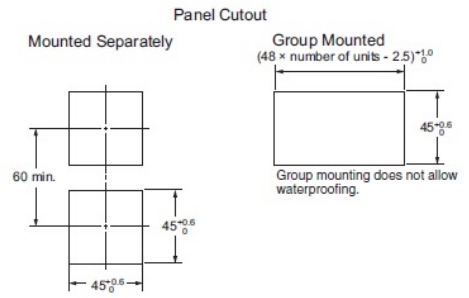 Panel Cutout
Mounted Separately
Group Mounted
(48 × number of units - 2.5)+1.0 0
60 min.
45+0.6 0
45+0.6 0
45+0.6 0
Group mounting does not allow
waterproofing.